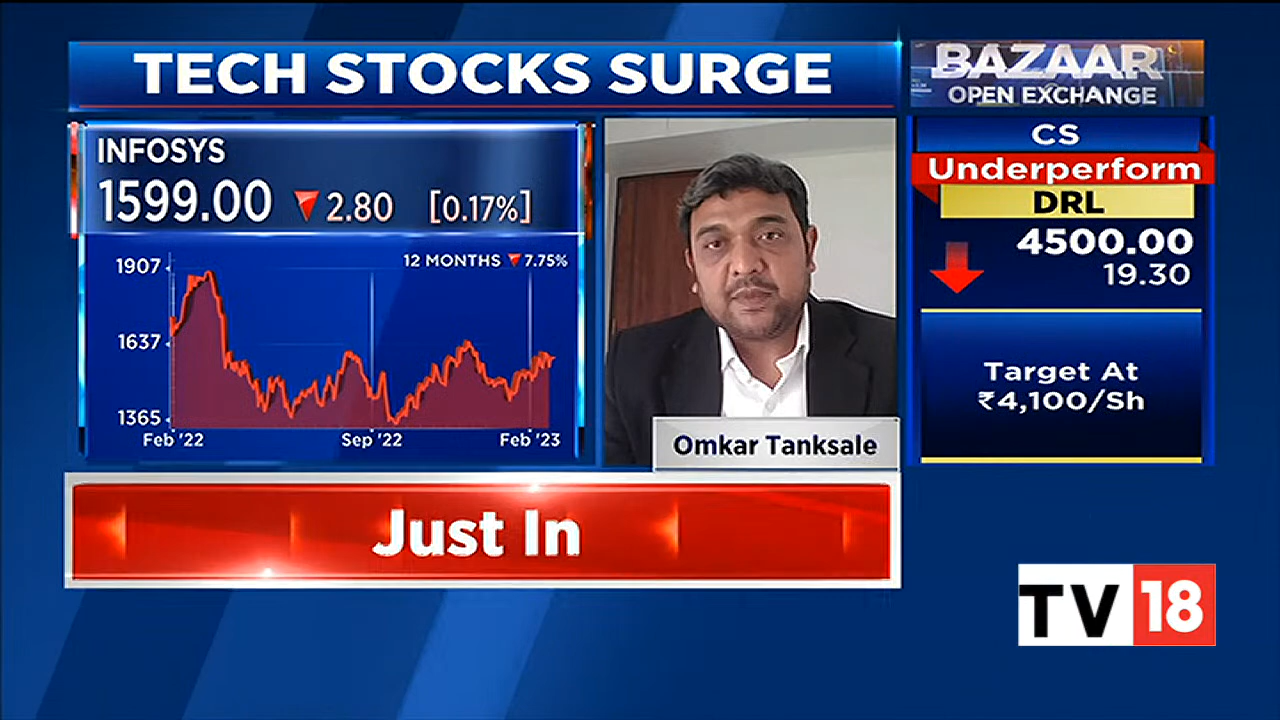 TECH STOCKS SURGE
BAZAAR
OPEN EXCHANGE
INFOSYS
1599.00 ▼ 2.80 [0.17%]
12 MONTHS ▼ 7.75%
1907
1637
1365
Feb '22 Sep '22 Feb '23
Omkar Tanksale
CS
Underperform
DRL
4500.00
19.30
Target At
₹4,100/Sh
Just In
TV 18